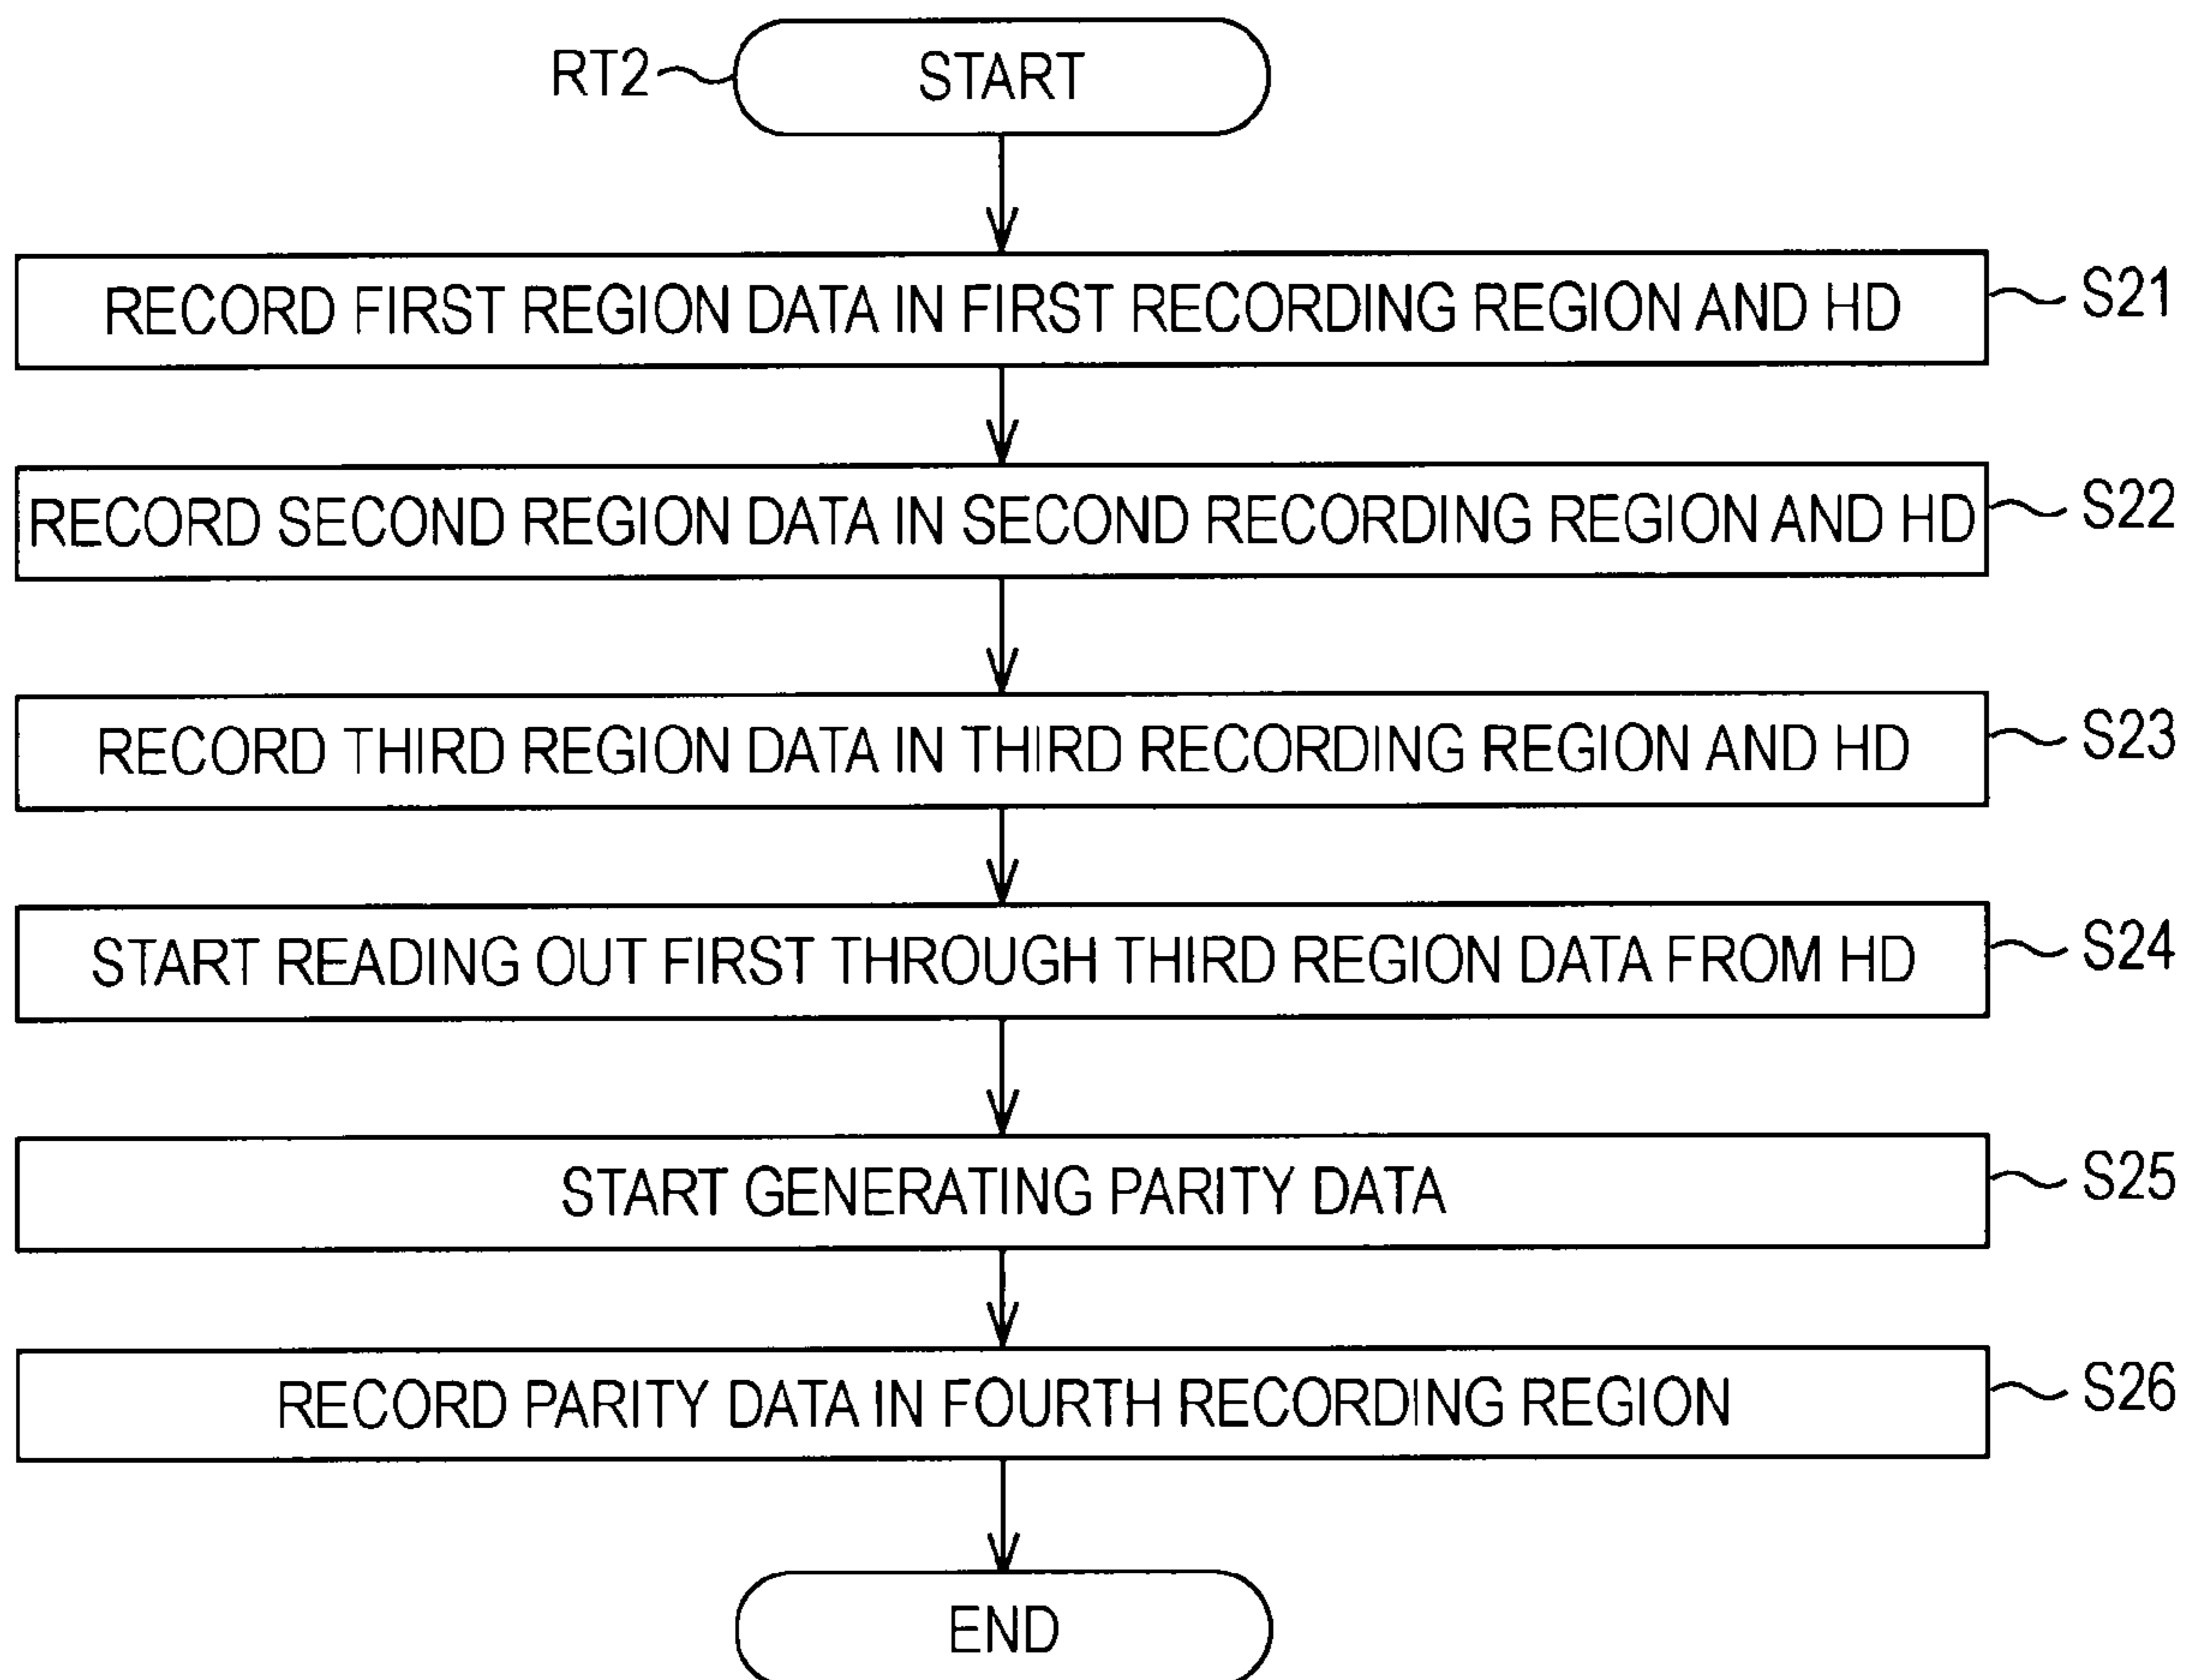 RT2 START
RECORD FIRST REGION DATA IN FIRST RECORDING REGION AND HD S21
RECORD SECOND REGION DATA IN SECOND RECORDING REGION AND HD S22
RECORD THIRD REGION DATA IN THIRD RECORDING REGION AND HD S23
START READING OUT FIRST THROUGH THIRD REGION DATA FROM HD S24
START GENERATING PARITY DATA S25
RECORD PARITY DATA IN FOURTH RECORDING REGION S26
END